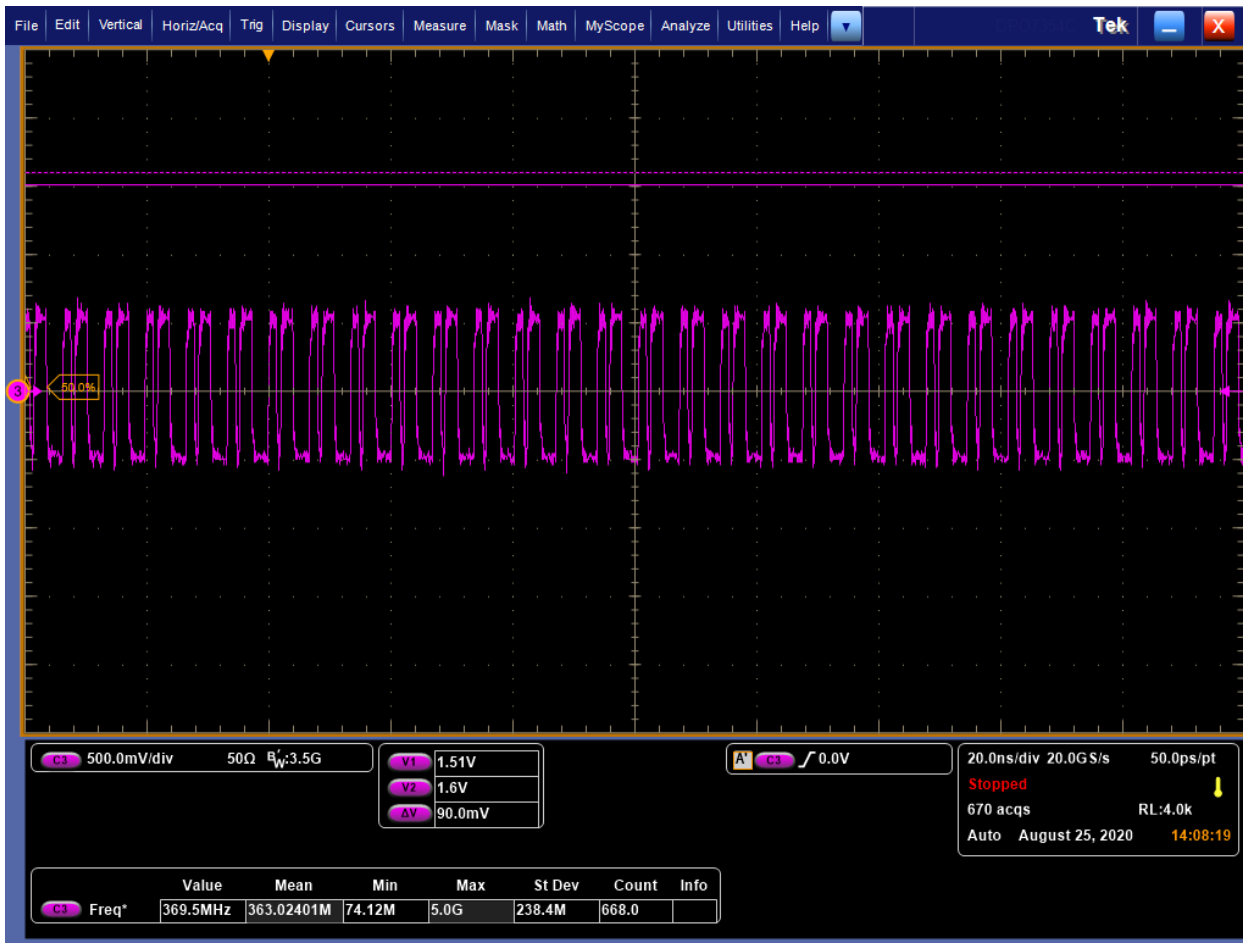 File Edit Vertical Horiz/Acq Trig Display Cursors Measure Mask Math MyScope Analyze Utilities Help Tek X
50.0%
3
C3 500.0mV/div 50Ω BW:3.5G
V1 1.51V
V2 1.6V
ΔV 90.0mV
A' C3 0.0V
20.0ns/div 20.0GS/s 50.0ps/pt
Stopped
670 acqs RL:4.0k
Auto August 25, 2020 14:08:19
Value Mean Min Max St Dev Count Info
C3 Freq* 369.5MHz 363.02401M 74.12M 5.0G 238.4M 668.0